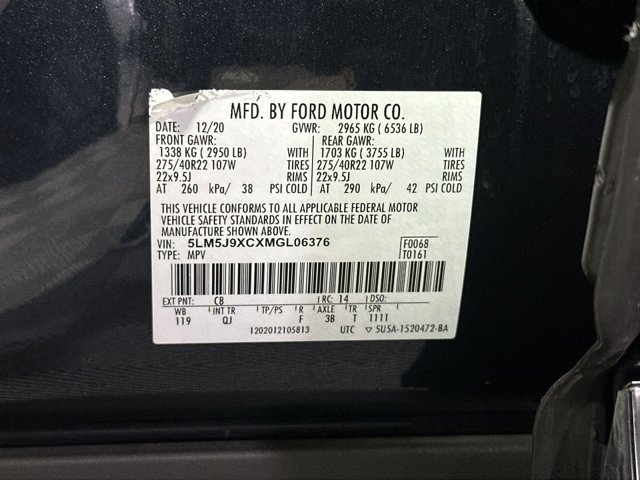 MFD. BY FORD MOTOR CO.
DATE: 12/20 GVWR: 2965 KG ( 6536 LB)
FRONT GAWR: REAR GAWR:
1338 KG ( 2950 LB) WITH 1703 KG ( 3755 LB) WITH
275/40R22 107W TIRES 275/40R22 107W TIRES
22x9.5J RIMS 22x9.5J RIMS
AT 260 kPa/ 38 PSI COLD AT 290 kPa/ 42 PSI COLD
THIS VEHICLE CONFORMS TO ALL APPLICABLE FEDERAL MOTOR
VEHICLE SAFETY STANDARDS IN EFFECT ON THE DATE OF
MANUFACTURE SHOWN ABOVE.
VIN: 5LM5J9XCXMGL06376 F0068
TYPE: MPV T0161
EXT PNT: C8 RC: 14 DSO:
WB INT TR TP/PS R AXLE TR SPR
119 QJ F 3B T 1111
1202012105813 UTC ▽ SU5A-1520472-BA